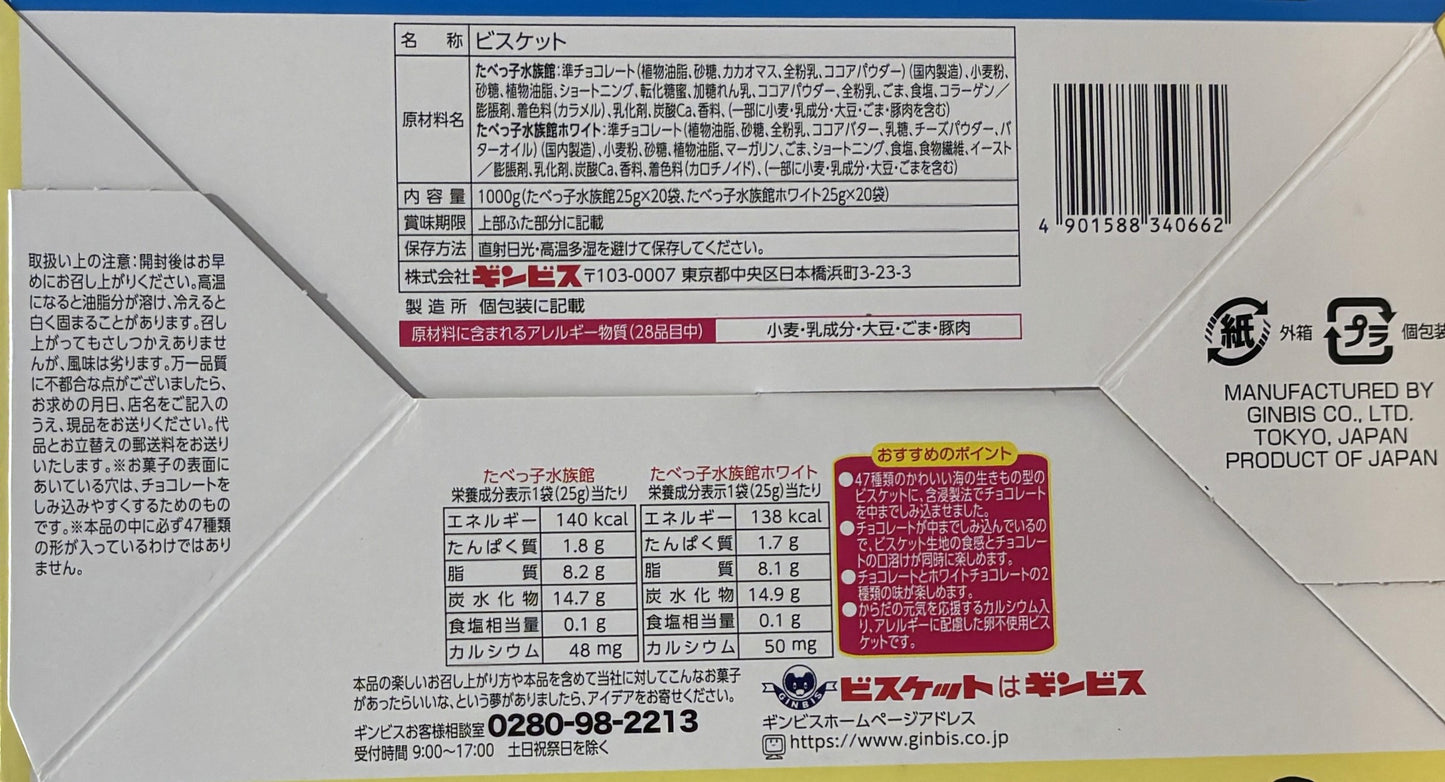 名　称 ビスケット
原材料名
たべっ子水族館：準チョコレート(植物油脂、砂糖、カカオマス、全粉乳、ココアパウダー)(国内製造)、小麦粉、
砂糖、植物油脂、ショートニング、転化糖蜜、加糖れん乳、ココアパウダー、全粉乳、ごま、食塩、コラーゲン／
膨脹剤、着色料(カラメル)、乳化剤、炭酸Ca、香料、(一部に小麦・乳成分・大豆・ごま・豚肉を含む)
たべっ子水族館ホワイト：準チョコレート(植物油脂、砂糖、全粉乳、ココアバター、乳糖、チーズパウダー、バ
ターオイル)(国内製造)、小麦粉、砂糖、植物油脂、マーガリン、ごま、ショートニング、食塩、食物繊維、イースト
／膨脹剤、乳化剤、炭酸Ca、香料、着色料(カロチノイド)、(一部に小麦・乳成分・大豆・ごまを含む)
内容量 1000g(たべっ子水族館25g×20袋、たべっ子水族館ホワイト25g×20袋)
賞味期限 上部ふた部分に記載
保存方法 直射日光・高温多湿を避けて保存してください。
株式会社ギンビス 〒103-0007 東京都中央区日本橋浜町3-23-3
製造所 個包装に記載
原材料に含まれるアレルギー物質(28品目中) 小麦・乳成分・大豆・ごま・豚肉
4 901588 340662
紙 外箱 プラ 個包装
MANUFACTURED BY
GINBIS CO., LTD.
TOKYO, JAPAN
PRODUCT OF JAPAN
取扱い上の注意：開封後はお早
めにお召し上がりください。高温
になると油脂分が溶け、冷えると
白く固まることがあります。召し
上がってもさしつかえありませ
んが、風味は劣ります。万一品質
に不都合な点がございましたら、
お求めの月日、店名をご記入の
うえ、現品をお送りください。代
品とお立替えの郵送料をお送り
いたします。※お菓子の表面に
あいている穴は、チョコレートを
しみ込みやすくするためのもの
です。※本品の中に必ず47種類
の形が入っているわけではあり
ません。
たべっ子水族館
栄養成分表示1袋(25g)当たり
エネルギー 140 kcal
たんぱく質 1.8 g
脂　質 8.2 g
炭水化物 14.7 g
食塩相当量 0.1 g
カルシウム 48 mg
たべっ子水族館ホワイト
栄養成分表示1袋(25g)当たり
エネルギー 138 kcal
たんぱく質 1.7 g
脂　質 8.1 g
炭水化物 14.9 g
食塩相当量 0.1 g
カルシウム 50 mg
おすすめのポイント
●47種類のかわいい海の生きもの型の
ビスケットに、含浸製法でチョコレート
を中までしみ込ませました。
●チョコレートが中までしみ込んでいるの
で、ビスケット生地の食感とチョコレー
トの口溶けが同時に楽しめます。
●チョコレートとホワイトチョコレートの2
種類の味が楽しめます。
●からだの元気を応援するカルシウム入
り、アレルギーに配慮した卵不使用ビス
ケットです。
本品の楽しいお召し上がり方や本品を含めて当社に対してこんなお菓子
があったらいいな、という夢がありましたら、アイデアをお寄せください。
ギンビスお客様相談室 0280-98-2213
受付時間 9:00～17:00　土日祝祭日を除く
GINBIS
ビスケットはギンビス
ギンビスホームページアドレス
https://www.ginbis.co.jp